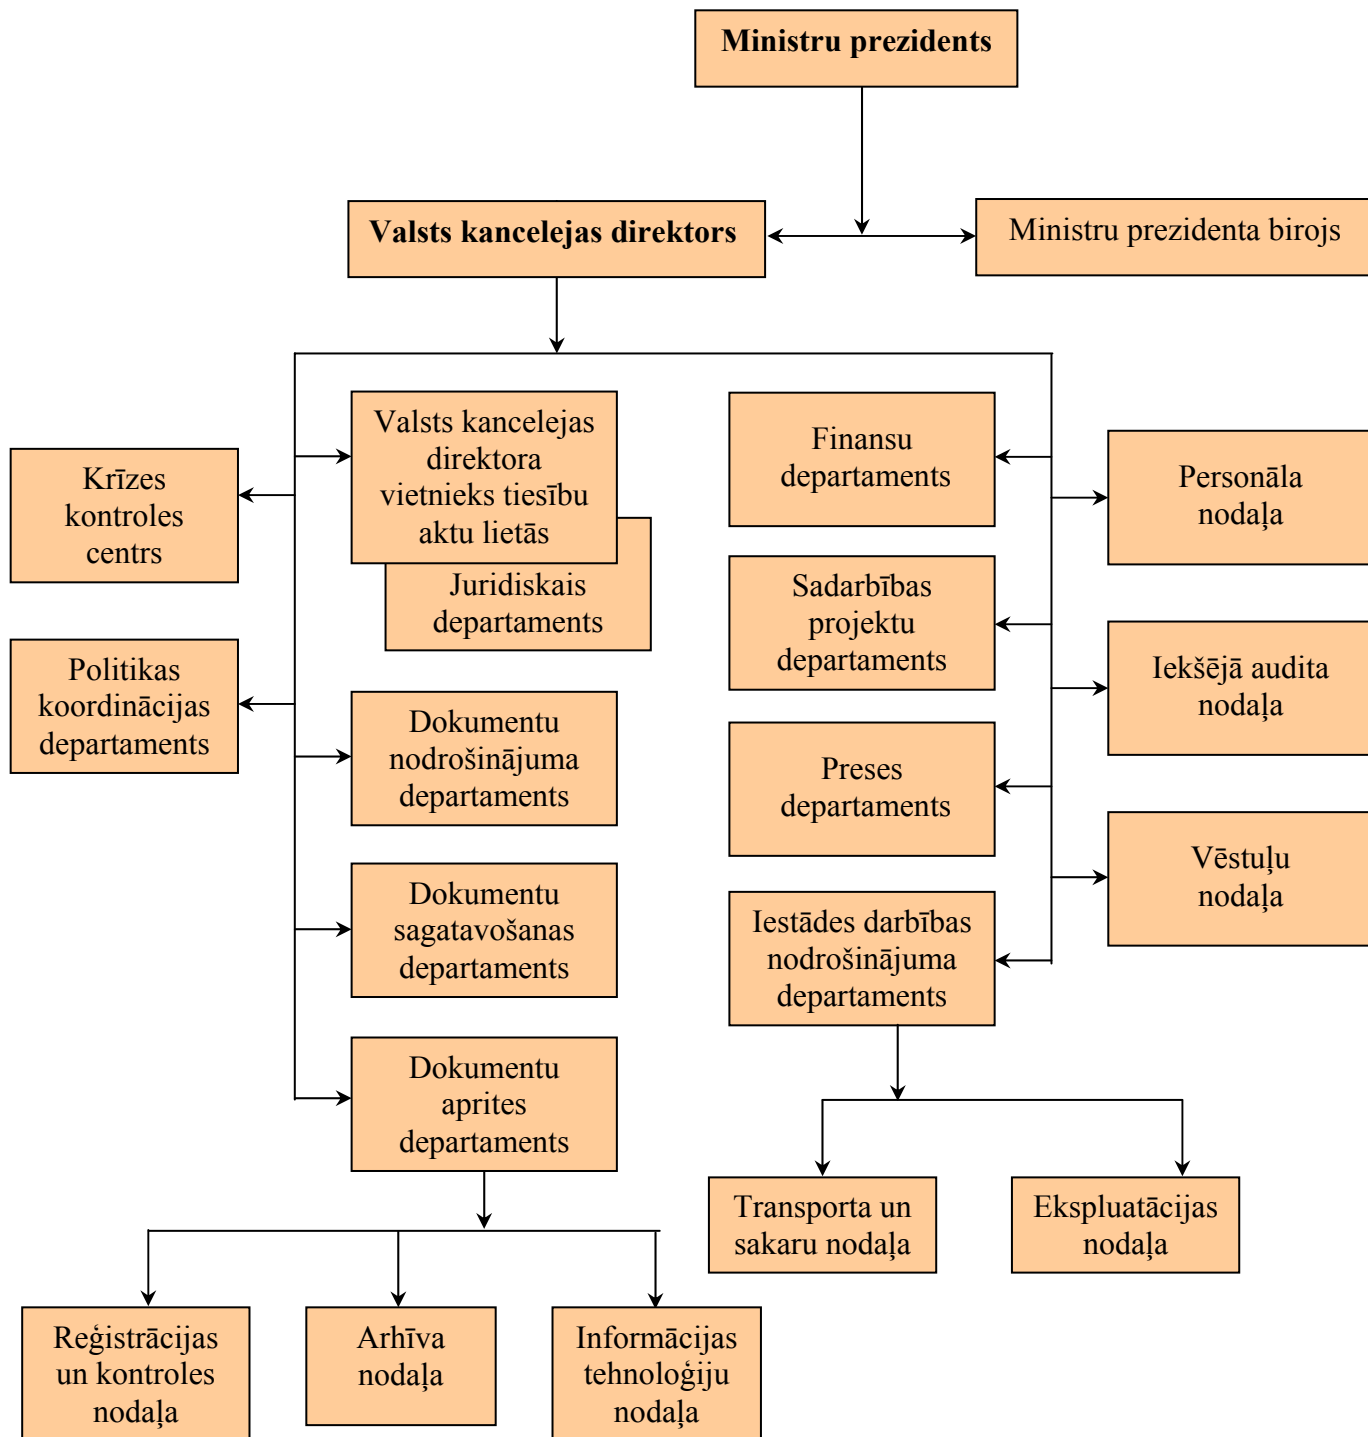 Ministru prezidents
Valsts kancelejas direktors
Ministru prezidenta birojs
Krīzes
kontroles
centrs
Politikas
koordinācijas
departaments
Valsts kancelejas
direktora
vietnieks tiesību
aktu lietās
Juridiskais
departaments
Dokumentu
nodrošinājuma
departaments
Dokumentu
sagatavošanas
departaments
Dokumentu
aprites
departaments
Finansu
departaments
Sadarbības
projektu
departaments
Preses
departaments
Iestādes darbības
nodrošinājuma
departaments
Personāla
nodaļa
Iekšējā audita
nodaļa
Vēstuļu
nodaļa
Transporta un
sakaru nodaļa
Ekspluatācijas
nodaļa
Reģistrācijas
un kontroles
nodaļa
Arhīva
nodaļa
Informācijas
tehnoloģiju
nodaļa